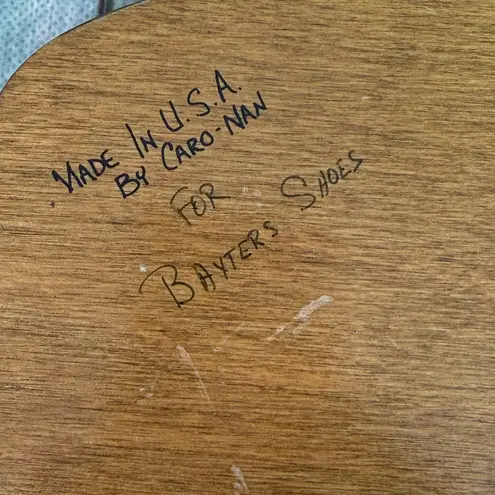 MADE IN U.S.A.
BY CARO-NAN
FOR
BAYTERS SHOES